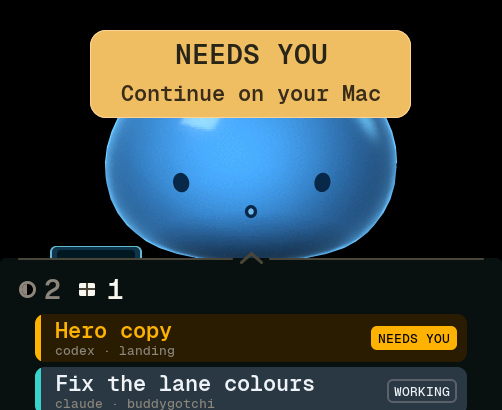 NEEDS YOU
Continue on your Mac
2 1
Hero copy
NEEDS YOU
codex · landing
Fix the lane colours
WORKING
claude · buddygotchi